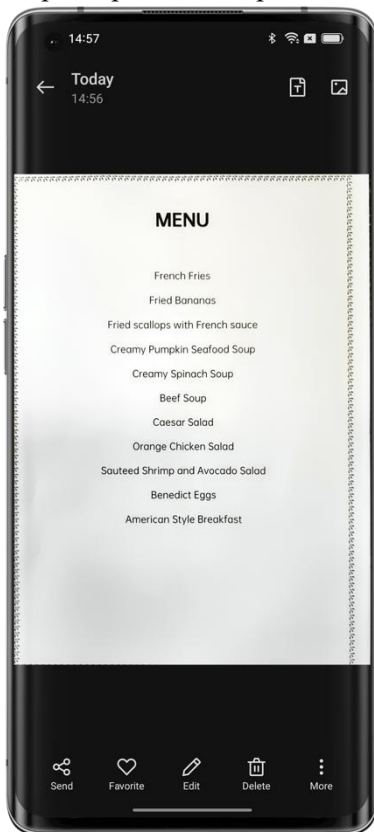 14:57
Today
14:56
MENU
French Fries
Fried Bananas
Fried scallops with French sauce
Creamy Pumpkin Seafood Soup
Creamy Spinach Soup
Beef Soup
Caesar Salad
Orange Chicken Salad
Sauteed Shrimp and Avocado Salad
Benedict Eggs
American Style Breakfast
Send Favorite Edit Delete More